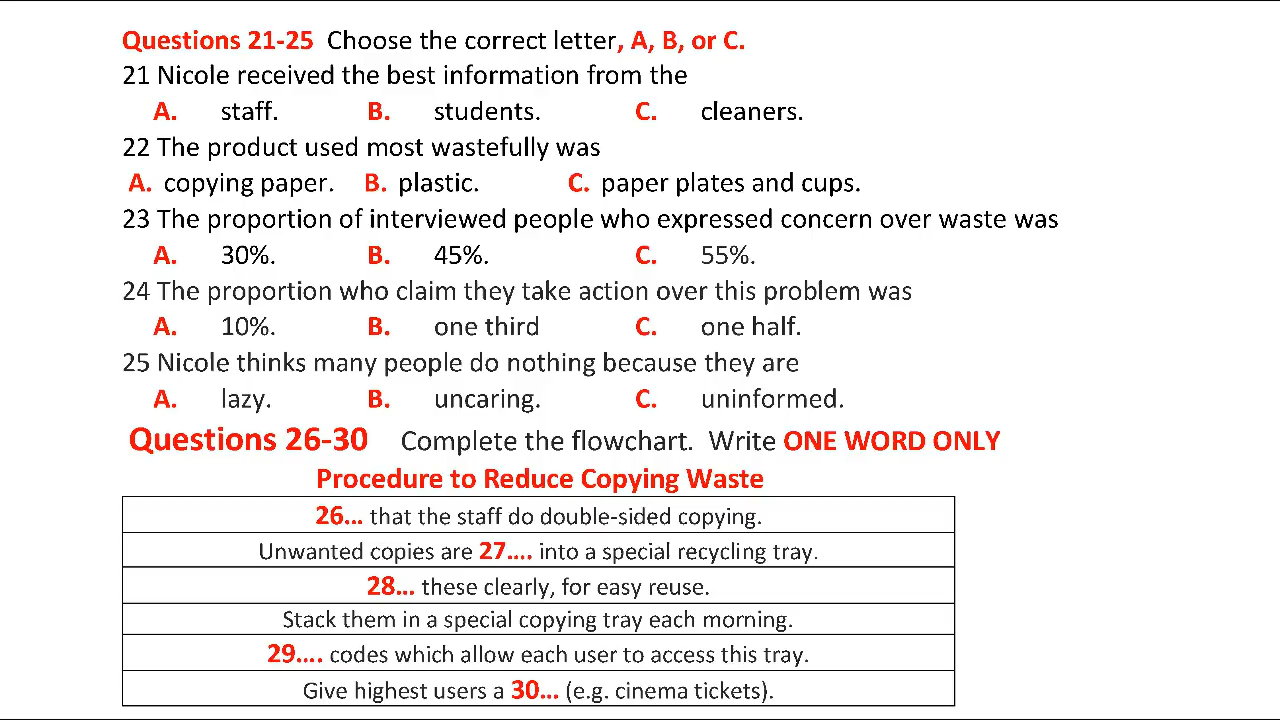 Questions 21-25 Choose the correct letter, A, B, or C.
21 Nicole received the best information from the
A. staff. B. students. C. cleaners.
22 The product used most wastefully was
A. copying paper. B. plastic. C. paper plates and cups.
23 The proportion of interviewed people who expressed concern over waste was
A. 30%. B. 45%. C. 55%.
24 The proportion who claim they take action over this problem was
A. 10%. B. one third C. one half.
25 Nicole thinks many people do nothing because they are
A. lazy. B. uncaring. C. uninformed.
Questions 26-30 Complete the flowchart. Write ONE WORD ONLY
Procedure to Reduce Copying Waste
26... that the staff do double-sided copying.
Unwanted copies are 27.... into a special recycling tray.
28... these clearly, for easy reuse.
Stack them in a special copying tray each morning.
29.... codes which allow each user to access this tray.
Give highest users a 30... (e.g. cinema tickets).